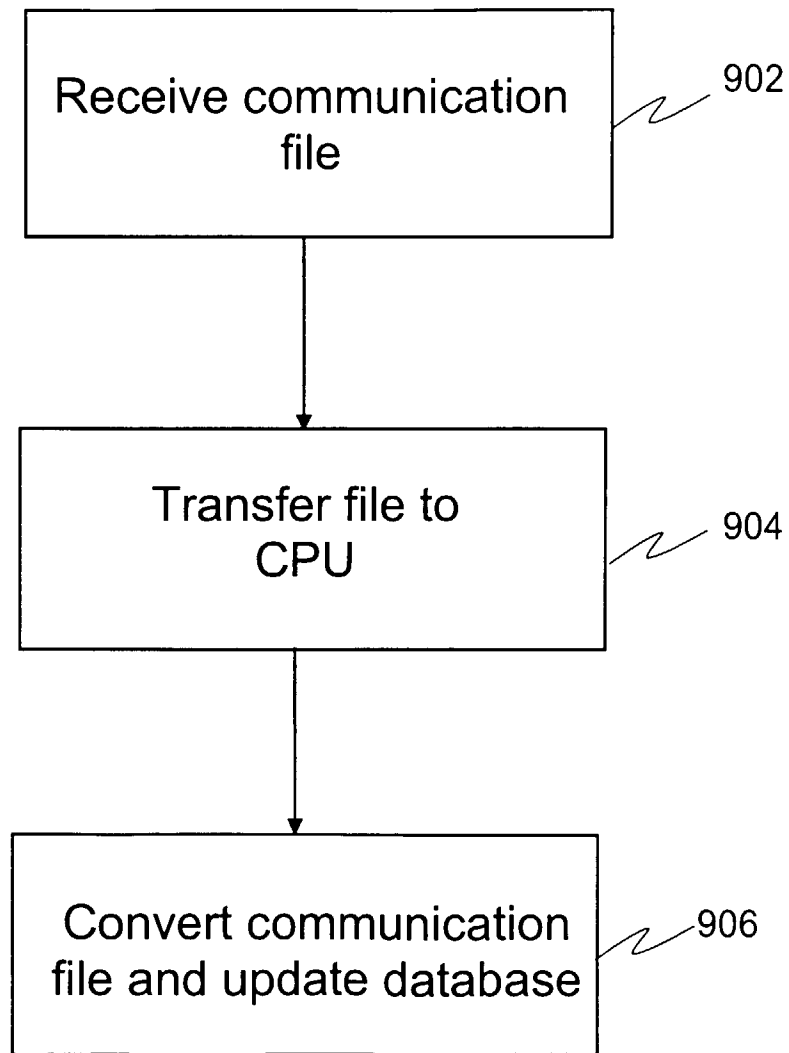 Receive communication
file
902
Transfer file to
CPU
904
Convert communication
file and update database
906